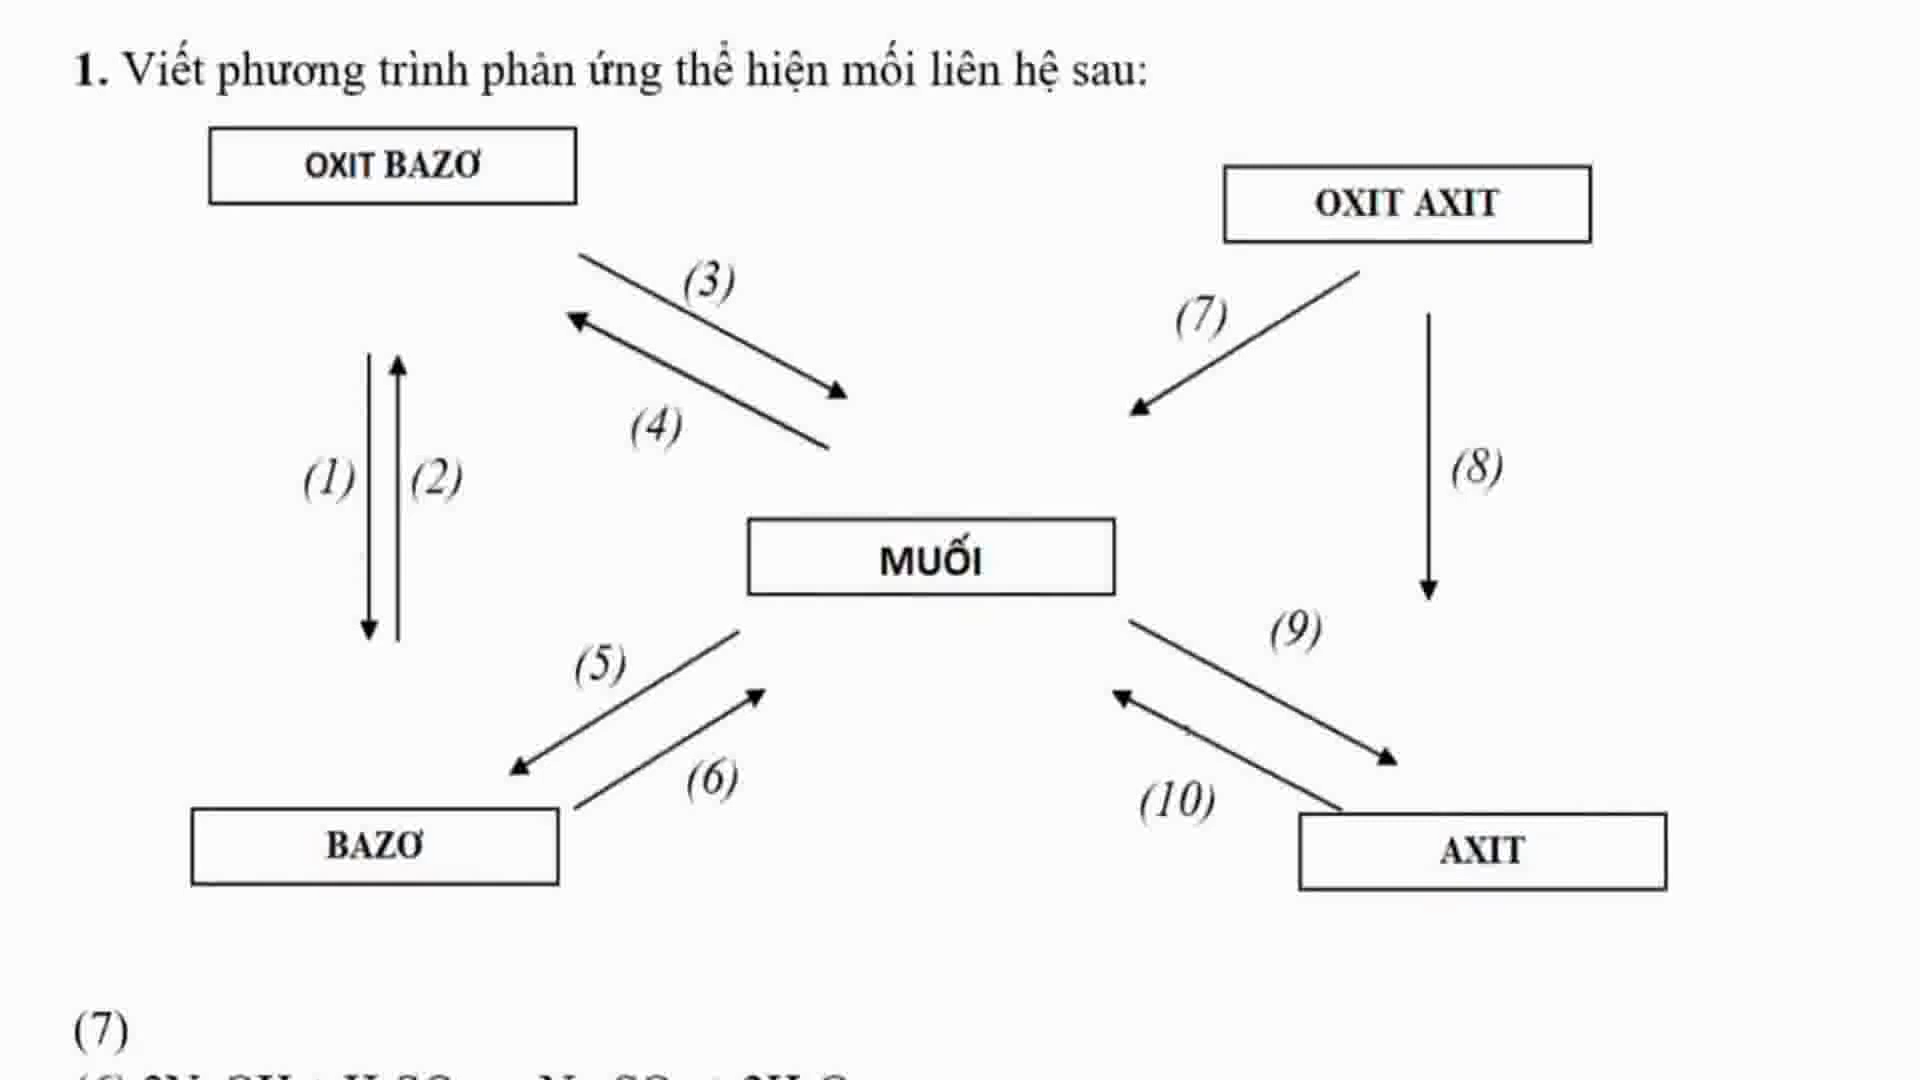 1. Viết phương trình phản ứng thể hiện mối liên hệ sau:
OXIT BAZƠ
OXIT AXIT
(3)
(7)
(4)
(1)
(2)
(8)
MUỐI
(9)
(5)
(6)
(10)
BAZƠ
AXIT
(7)